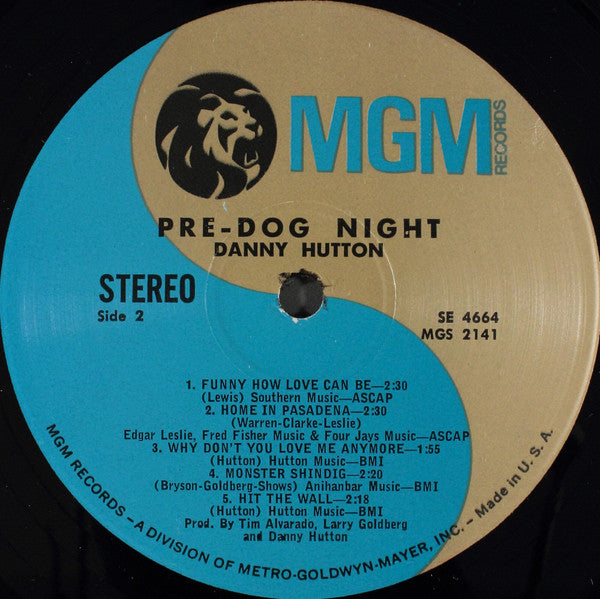 MGM
RECORDS
PRE-DOG NIGHT
DANNY HUTTON
STEREO
Side 2
SE 4664
MGS 2141
1. FUNNY HOW LOVE CAN BE—2:30
(Lewis) Southern Music—ASCAP
2. HOME IN PASADENA—2:30
(Warren-Clarke-Leslie)
Edgar Leslie, Fred Fisher Music & Four Jays Music—ASCAP
3. WHY DON'T YOU LOVE ME ANYMORE—1:55
(Hutton) Hutton Music—BMI
4. MONSTER SHINDIG—2:20
(Bryson-Goldberg-Shows) Anihanbar Music—BMI
5. HIT THE WALL—2:18
(Hutton) Hutton Music—BMI
Prod. By Tim Alvarado, Larry Goldberg
and Danny Hutton
MGM RECORDS – A DIVISION OF METRO-GOLDWYN-MAYER, INC. – Made in U. S. A.